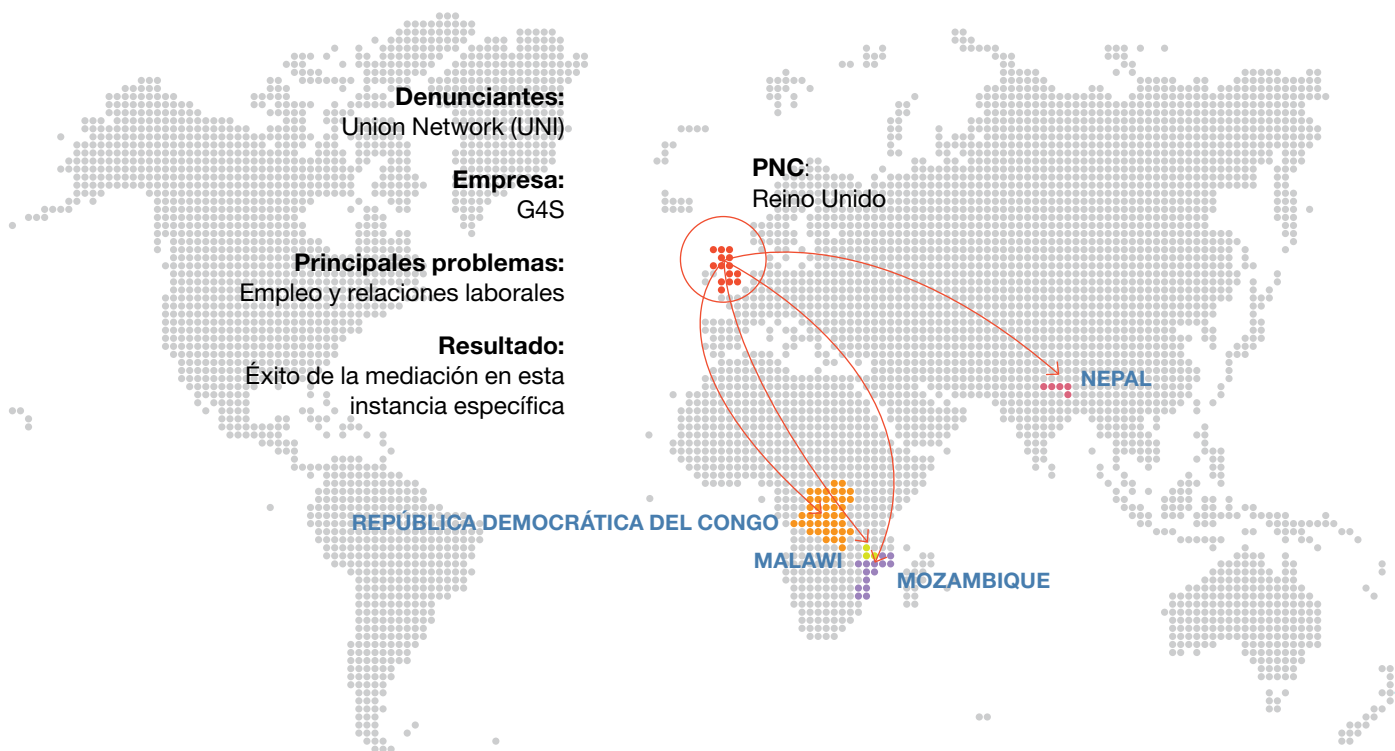 Denunciantes:
Union Network (UNI)
Empresa:
G4S
Principales problemas:
Empleo y relaciones laborales
Resultado:
Éxito de la mediación en esta
instancia específica
PNC:
Reino Unido
NEPAL
REPÚBLICA DEMOCRÁTICA DEL CONGO
MALAWI
MOZAMBIQUE